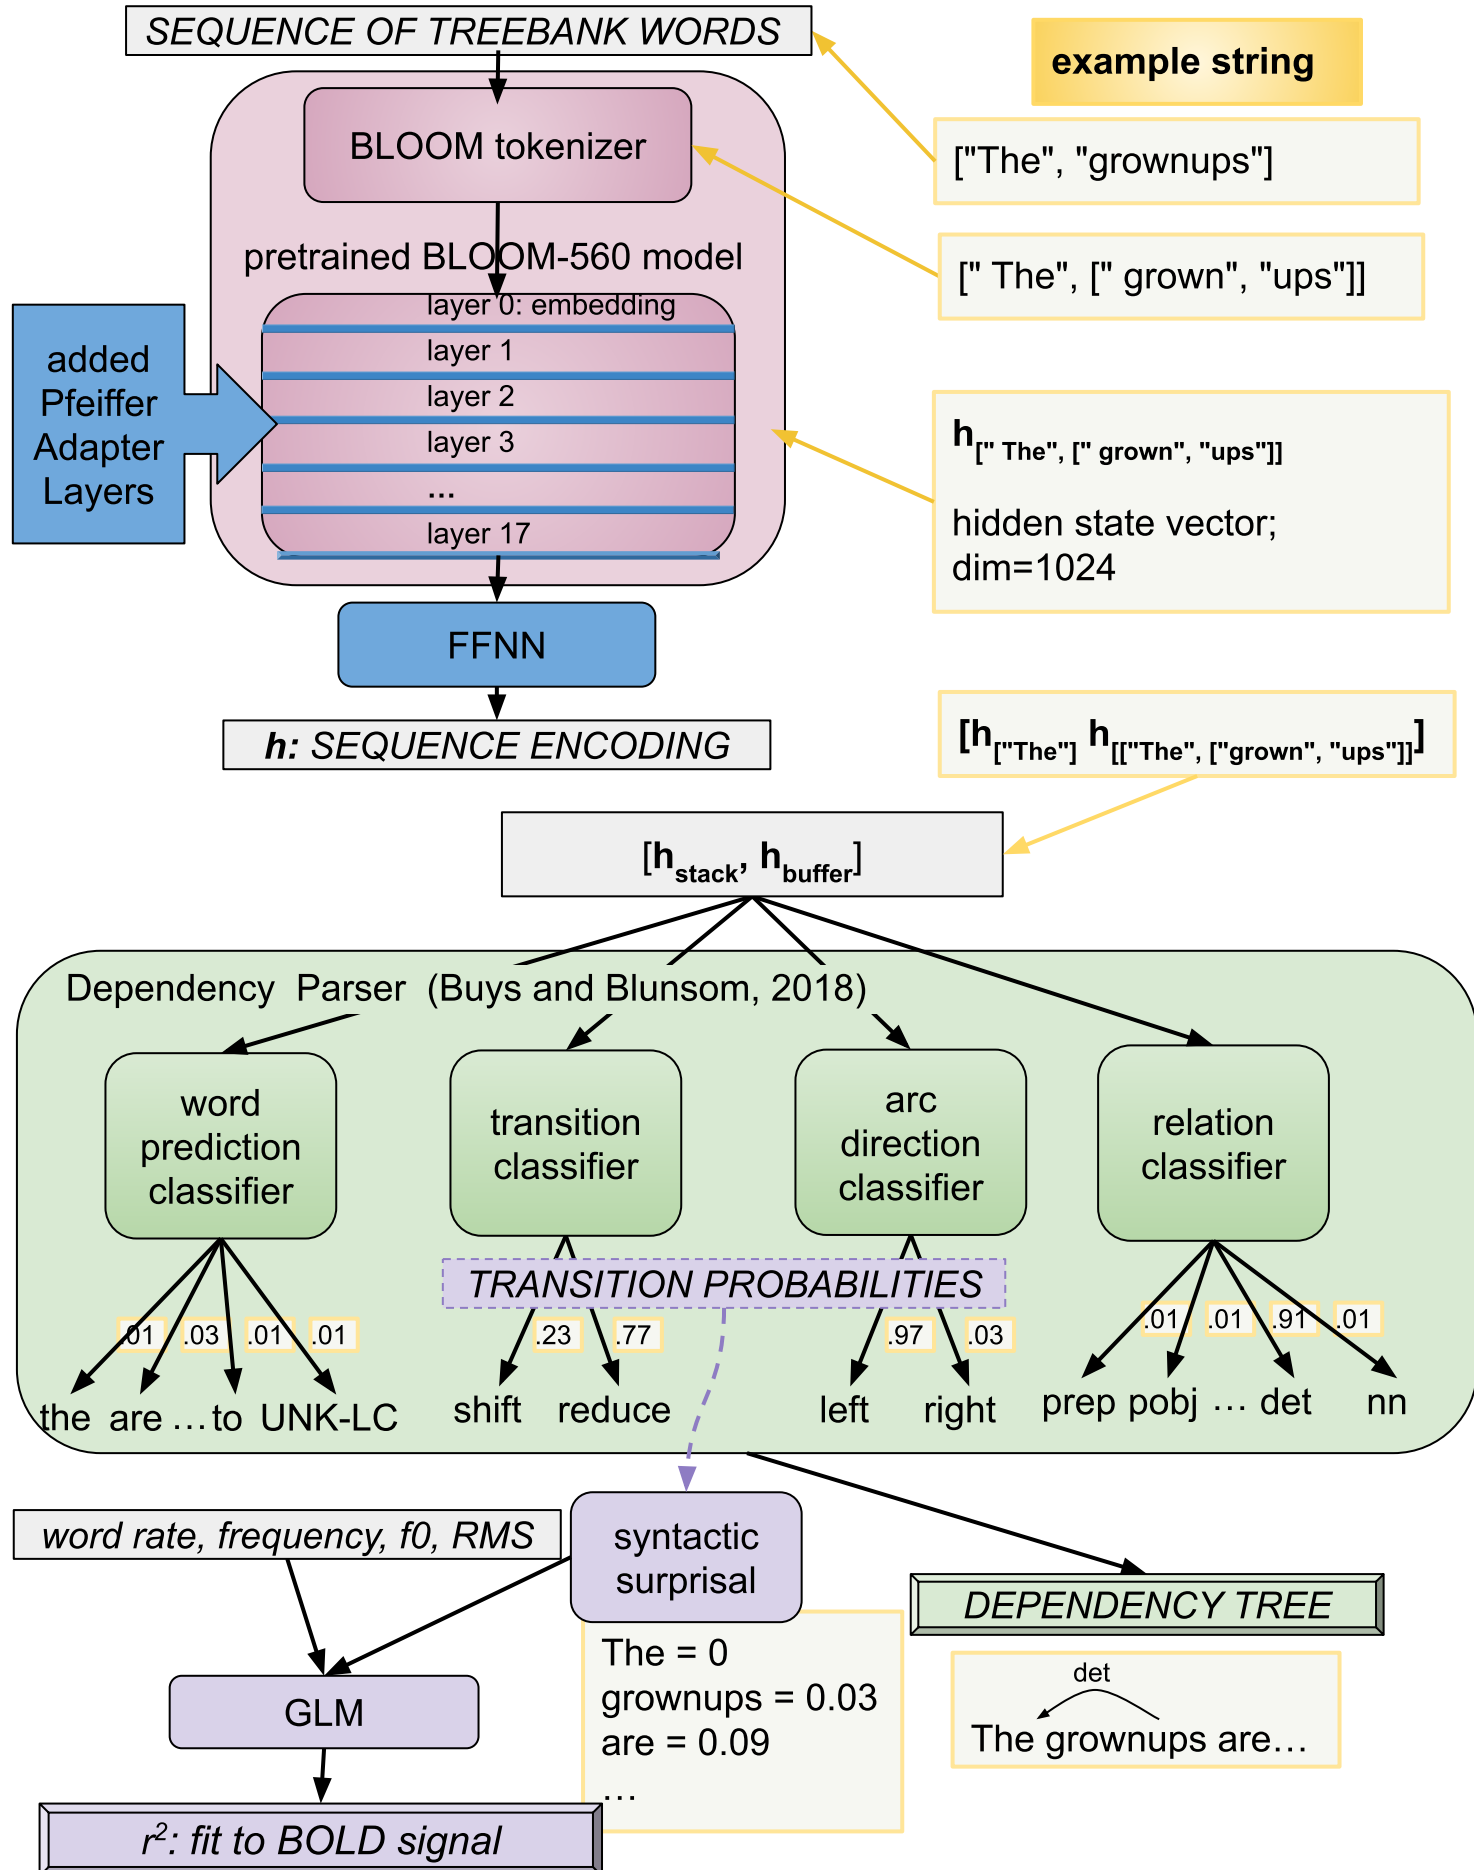 SEQUENCE OF TREEBANK WORDS
example string
BLOOM tokenizer
["The", "grownups"]
pretrained BLOOM-560 model
[" The", [" grown", "ups"]]
layer 0: embedding
layer 1
layer 2
layer 3
...
layer 17
added
Pfeiffer
Adapter
Layers
h[" The", [" grown", "ups"]]
hidden state vector;
dim=1024
FFNN
h: SEQUENCE ENCODING
[h["The"] h[["The", ["grown", "ups"]]]
[hstack, hbuffer]
Dependency Parser (Buys and Blunsom, 2018)
word
prediction
classifier
transition
classifier
arc
direction
classifier
relation
classifier
TRANSITION PROBABILITIES
.01 .03 .01 .01
.23 .77
.97 .03
.01 .01 .91 .01
the are ... to UNK-LC
shift reduce
left right
prep pobj ... det nn
word rate, frequency, f0, RMS
syntactic
surprisal
DEPENDENCY TREE
The = 0
grownups = 0.03
are = 0.09
...
det
The grownups are...
GLM
r²: fit to BOLD signal